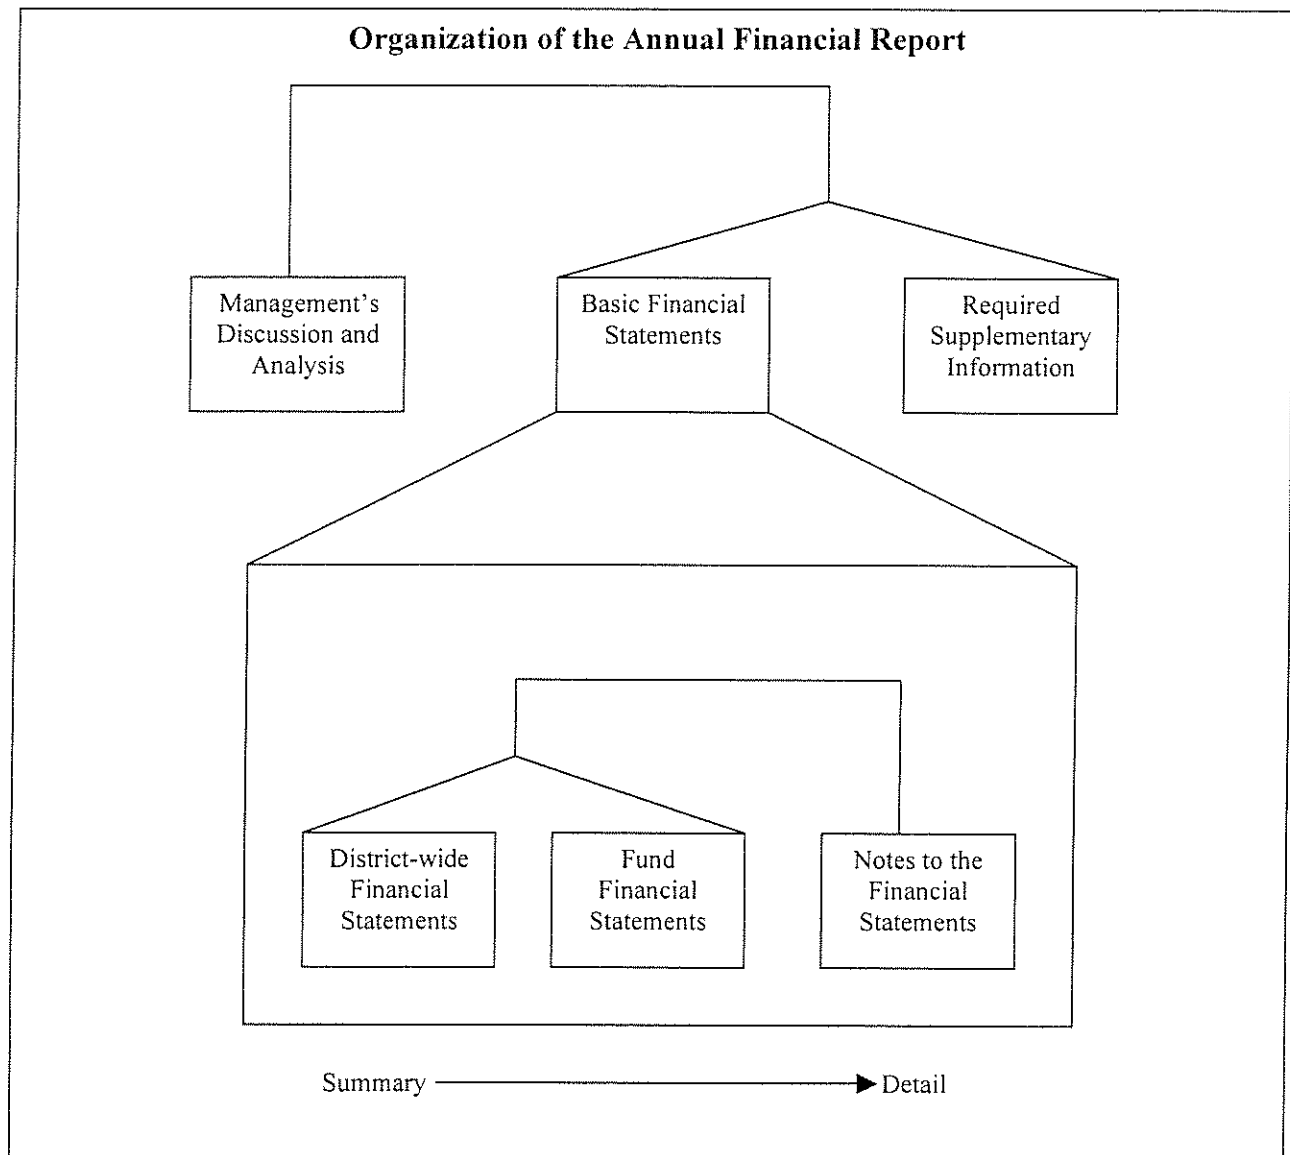 Organization of the Annual Financial Report
Management's
Discussion and
Analysis
Basic Financial
Statements
Required
Supplementary
Information
District-wide
Financial
Statements
Fund
Financial
Statements
Notes to the
Financial
Statements
Summary
Detail